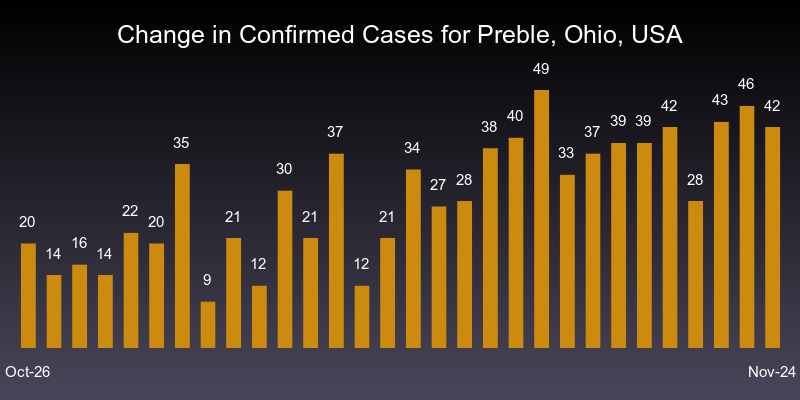 Change in Confirmed Cases for Preble, Ohio, USA
20 14 16 14 22 20 35 9 21 12 30 21 37 12 21 34 27 28 38 40 49 33 37 39 39 42 28 43 46 42
Oct-26 Nov-24